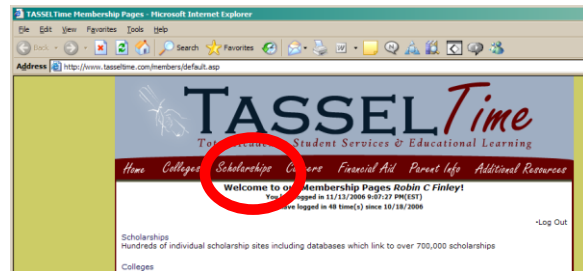 TASSELTime Membership Pages - Microsoft Internet Explorer
File Edit View Favorites Tools Help
Back Search Favorites
Address http://www.tasseltime.com/members/default.asp
TASSELTime
Student Services & Educational Learning
Home Colleges Scholarships Careers Financial Aid Parent Info Additional Resources
Welcome to our Membership Pages Robin C Finley!
logged in 11/13/2006 9:07:27 PM(EST)
have logged in 48 time(s) since 10/18/2006
-Log Out
Scholarships
Hundreds of individual scholarship sites including databases which link to over 700,000 scholarships
Colleges